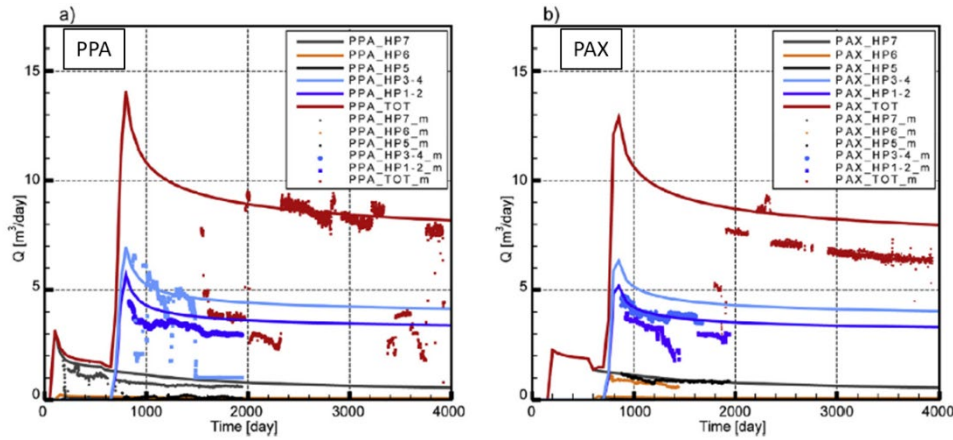 a)
PPA
PPA_HP7
PPA_HP6
PPA_HP5
PPA_HP3-4
PPA_HP1-2
PPA_TOT
PPA_HP7_m
PPA_HP6_m
PPA_HP5_m
PPA_HP3-4_m
PPA_HP1-2_m
PPA_TOT_m
15
10
5
0
Q [m³/day]
0 1000 2000 3000 4000
Time [day]
b)
PAX
PAX_HP7
PAX_HP6
PAX_HP5
PAX_HP3-4
PAX_HP1-2
PAX_TOT
PAX_HP7_m
PAX_HP6_m
PAX_HP5_m
PAX_HP3-4_m
PAX_HP1-2_m
PAX_TOT_m
15
10
5
0
Q [m³/day]
0 1000 2000 3000 4000
Time [day]